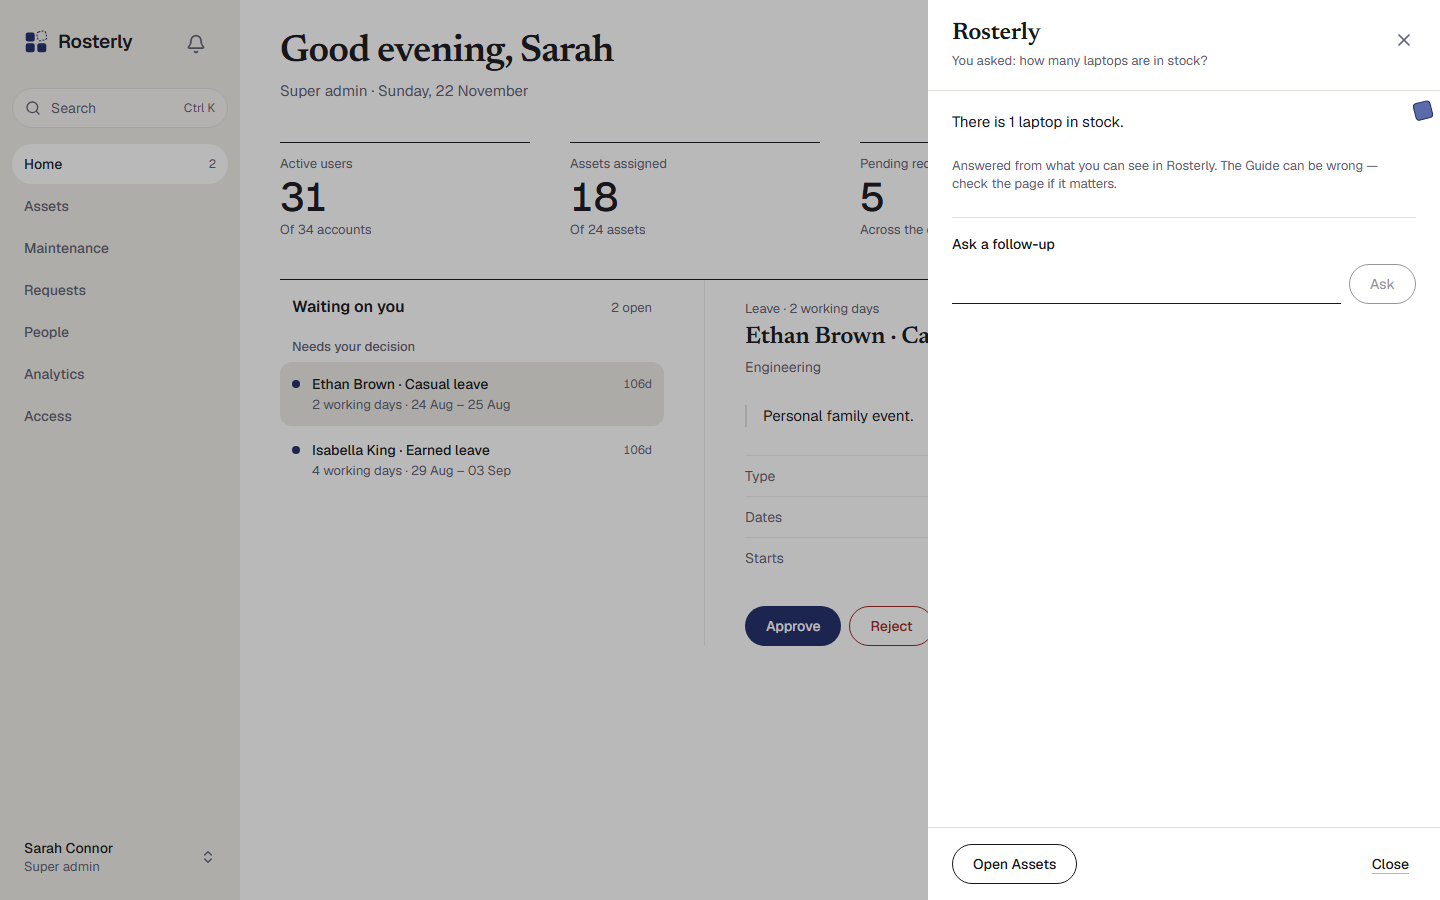 Rosterly
Search
Ctrl K
Home
2
Assets
Maintenance
Requests
People
Analytics
Access
Sarah Connor
Super admin
Good evening, Sarah
Super admin · Sunday, 22 November
Active users
31
Of 34 accounts
Assets assigned
18
Of 24 assets
Pending
5
Across the
Waiting on you
2 open
Needs your decision
Ethan Brown · Casual leave
106d
2 working days · 24 Aug – 25 Aug
Isabella King · Earned leave
106d
4 working days · 29 Aug – 03 Sep
Leave · 2 working days
Ethan Brown ·
Engineering
Personal family event.
Type
Dates
Starts
Approve
Reject
Rosterly
You asked: how many laptops are in stock?
There is 1 laptop in stock.
Answered from what you can see in Rosterly. The Guide can be wrong —
check the page if it matters.
Ask a follow-up
Ask
Open Assets
Close